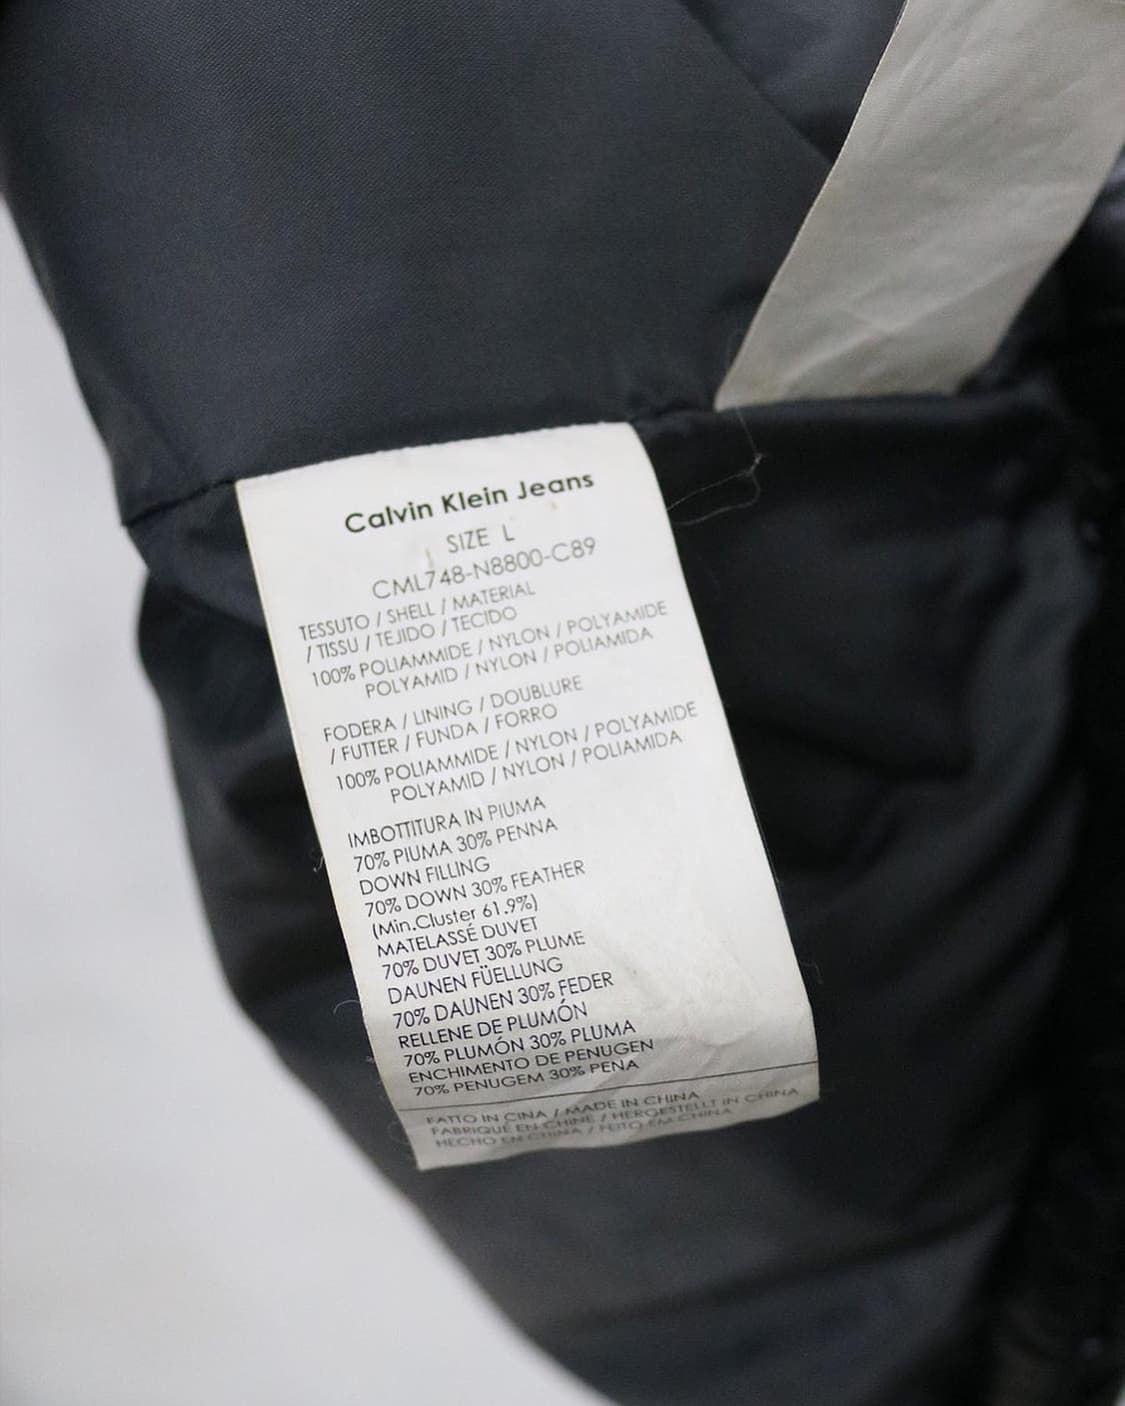 Calvin Klein Jeans
SIZE L
CML748-N8800-C89
TESSUTO / SHELL / MATERIAL
/ TISSU / TEJIDO / TECIDO
100% POLIAMMIDE / NYLON / POLYAMIDE
POLYAMID / NYLON / POLIAMIDA
FODERA / LINING / DOUBLURE
/ FUTTER / FUNDA / FORRO
100% POLIAMMIDE / NYLON / POLYAMIDE
POLYAMID / NYLON / POLIAMIDA
IMBOTTITURA IN PIUMA
70% PIUMA 30% PENNA
DOWN FILLING
70% DOWN 30% FEATHER
(Min.Cluster 61.9%)
MATELASSÉ DUVET
70% DUVET 30% PLUME
DAUNEN FÜELLUNG
70% DAUNEN 30% FEDER
RELLENE DE PLUMÓN
70% PLUMÓN 30% PLUMA
ENCHIMENTO DE PENUGEN
70% PENUGEM 30% PENA
FATTO IN CINA / MADE IN CHINA
FABRIQUÉ EN CHINE / HERGESTELLT IN CHINA
HECHO EN CHINA / FEITO EM CHINA